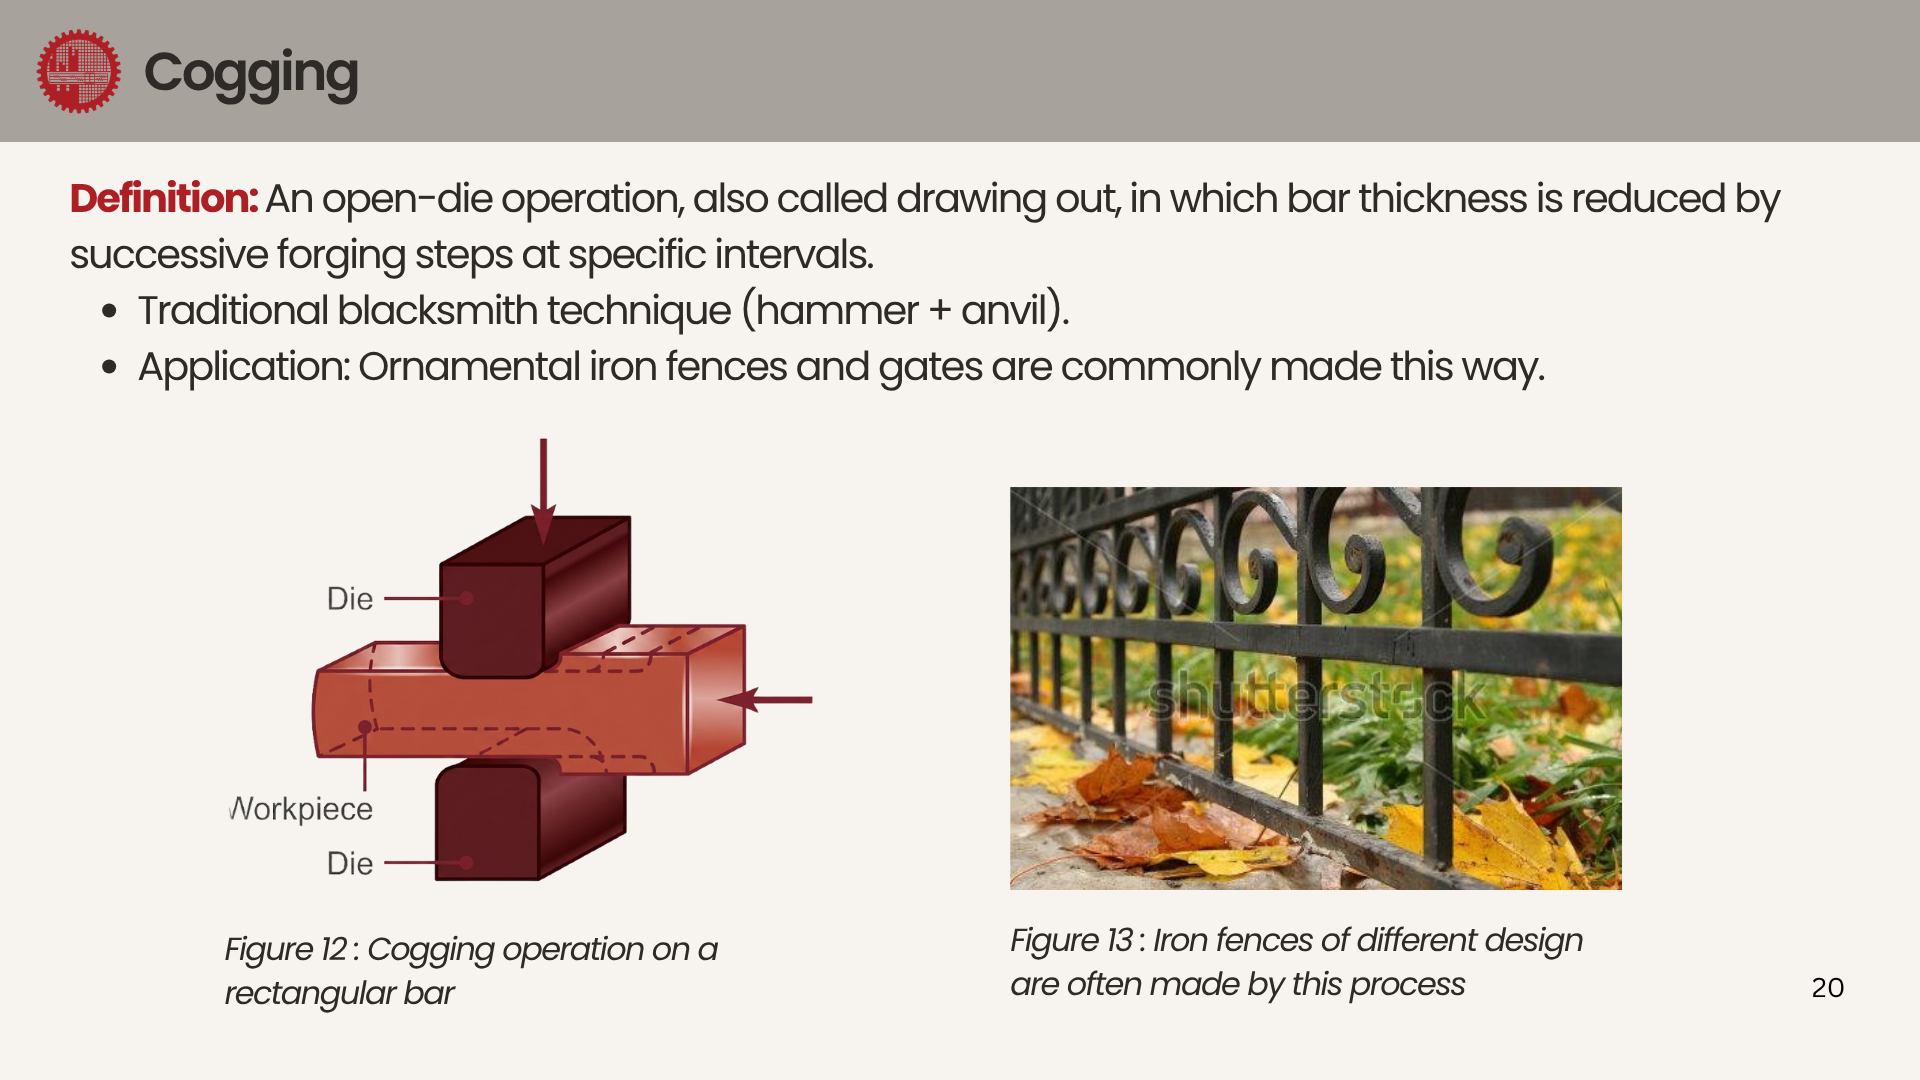 Cogging
Definition: An open-die operation, also called drawing out, in which bar thickness is reduced by
successive forging steps at specific intervals.
• Traditional blacksmith technique (hammer + anvil).
• Application: Ornamental iron fences and gates are commonly made this way.
Die
Workpiece
Die
shutterstock
Figure 12 : Cogging operation on a
rectangular bar
Figure 13 : Iron fences of different design
are often made by this process
20